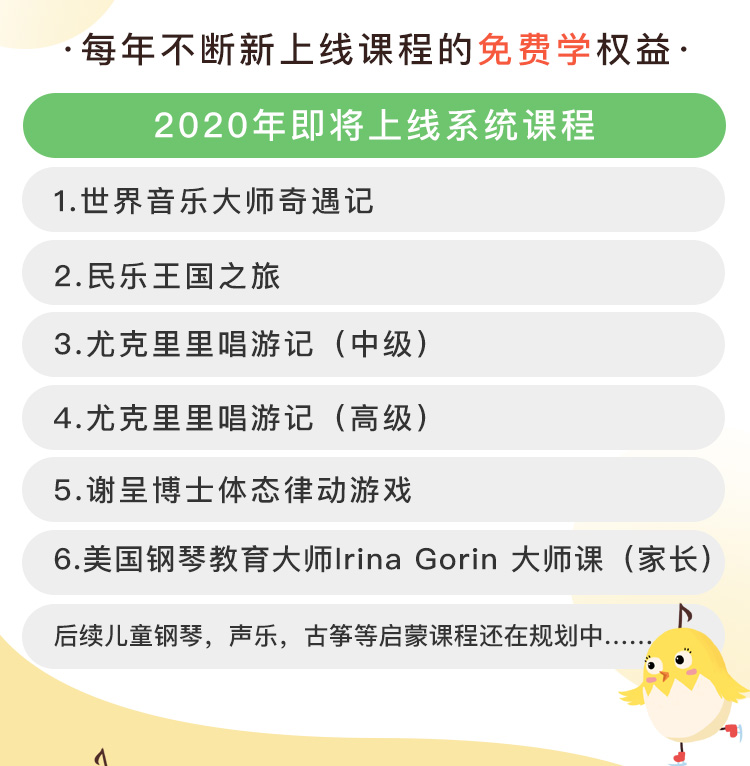 ·每年不断新上线课程的免费学权益·
2020年即将上线系统课程
1.世界音乐大师奇遇记
2.民乐王国之旅
3.尤克里里唱游记（中级）
4.尤克里里唱游记（高级）
5.谢呈博士体态律动游戏
6.美国钢琴教育大师Irina Gorin 大师课（家长）
后续儿童钢琴，声乐，古筝等启蒙课程还在规划中......